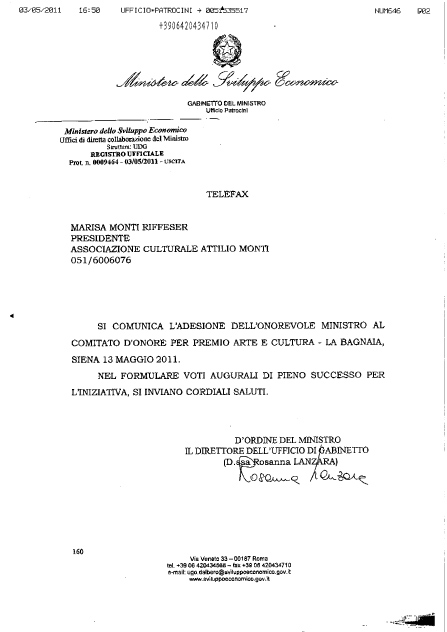 03/05/2011 16:50 UFFICIO+PATROCINI → 0051535517 NUM646 002
+3906420434710
Ministero dello Sviluppo Economico
GABINETTO DEL MINISTRO
Ufficio Patrocini
Ministero dello Sviluppo Economico
Uffici di diretta collaborazione del Ministro
Struttura: UDG
REGISTRO UFFICIALE
Prot. n. 0009464 - 03/05/2011 - USCITA
TELEFAX
MARISA MONTI RIFFESER
PRESIDENTE
ASSOCIAZIONE CULTURALE ATTILIO MONTI
051/6006076
SI COMUNICA L'ADESIONE DELL'ONOREVOLE MINISTRO AL
COMITATO D'ONORE PER PREMIO ARTE E CULTURA - LA BAGNAIA,
SIENA 13 MAGGIO 2011.
NEL FORMULARE VOTI AUGURALI DI PIENO SUCCESSO PER
L'INIZIATIVA, SI INVIANO CORDIALI SALUTI.
D'ORDINE DEL MINISTRO
IL DIRETTORE DELL'UFFICIO DI GABINETTO
(D.ssa Rosanna LANZARA)
Rosanna Lanzara
160
Via Veneto 33 – 00187 Roma
tel. +39 06 420434566 – fax +39 06 420434710
e-mail: ugo.dalbero@sviluppoeconomico.gov.it
www.sviluppoeconomico.gov.it